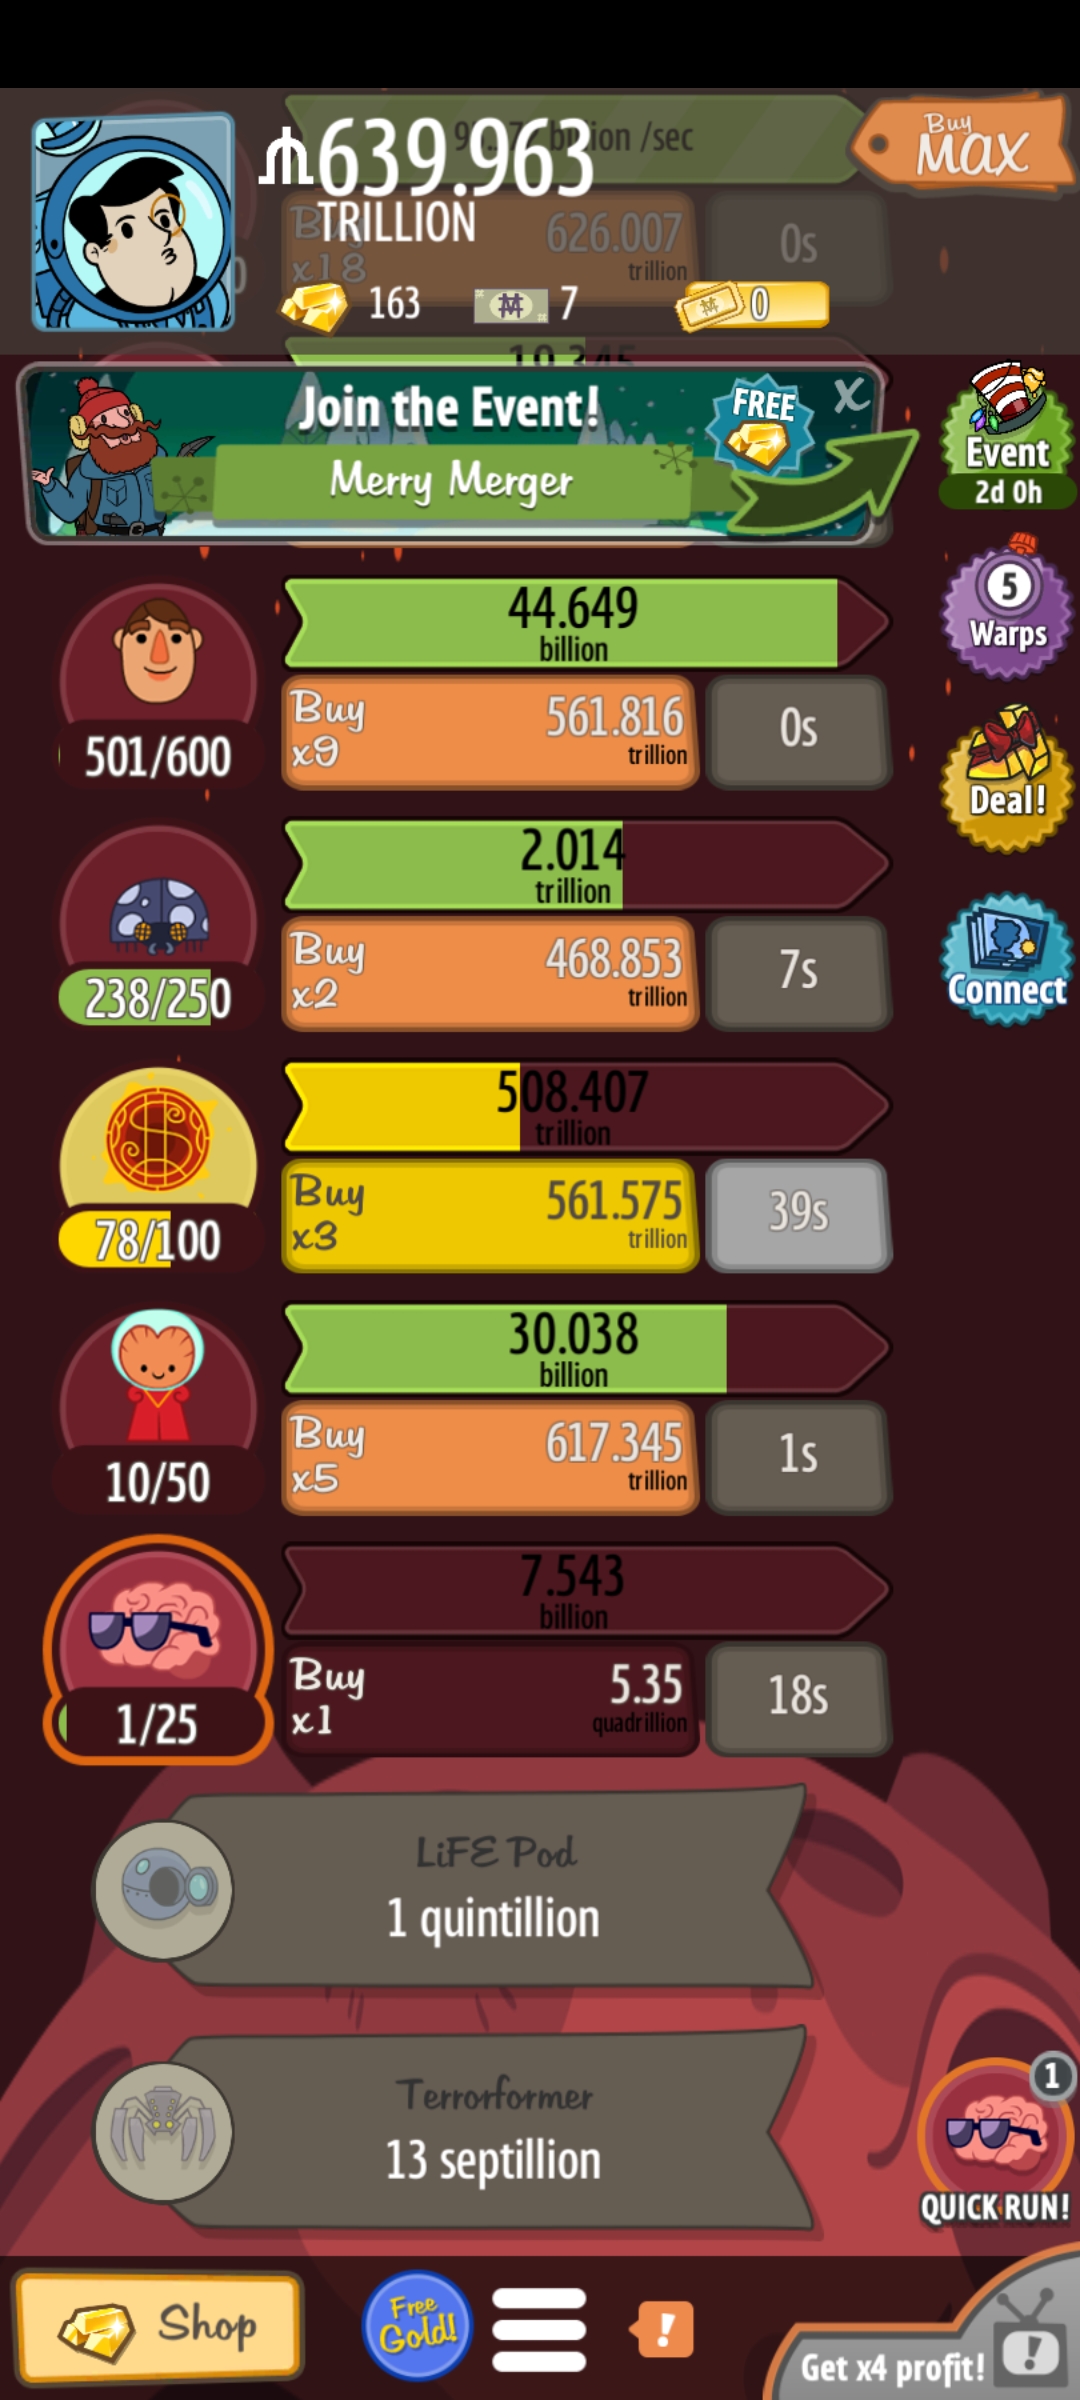 639.963
TRILLION
billion /sec
Buy
MAX
Buy
x18
626.007
trillion
0s
163
7
0
Join the Event!
FREE
X
Merry Merger
Event
2d 0h
44.649
billion
Buy
x9
561.816
trillion
0s
501/600
5
Warps
2.014
trillion
Buy
x2
468.853
trillion
7s
238/250
Deal!
508.407
trillion
Buy
x3
561.575
trillion
39s
78/100
Connect
30.038
billion
Buy
x5
617.345
trillion
1s
10/50
7.543
billion
Buy
x1
5.35
quadrillion
18s
1/25
LiFE Pod
1 quintillion
Terrorformer
13 septillion
1
QUICK RUN!
Shop
Free
Gold!
!
Get x4 profit!
!